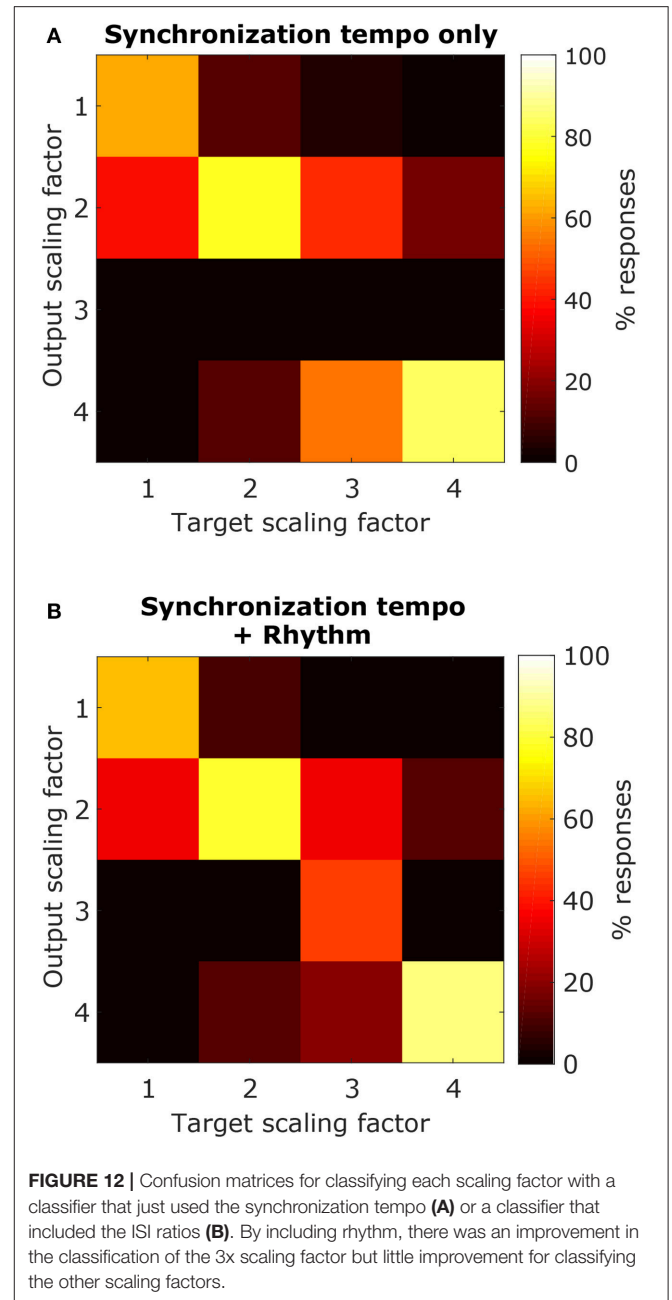 A Synchronization tempo only
Output scaling factor
1
2
3
4
1 2 3 4
Target scaling factor
100
80
60
40
20
0
% responses
B Synchronization tempo
+ Rhythm
Output scaling factor
1
2
3
4
1 2 3 4
Target scaling factor
100
80
60
40
20
0
% responses
FIGURE 12 | Confusion matrices for classifying each scaling factor with a
classifier that just used the synchronization tempo (A) or a classifier that
included the ISI ratios (B). By including rhythm, there was an improvement in
the classification of the 3x scaling factor but little improvement for classifying
the other scaling factors.